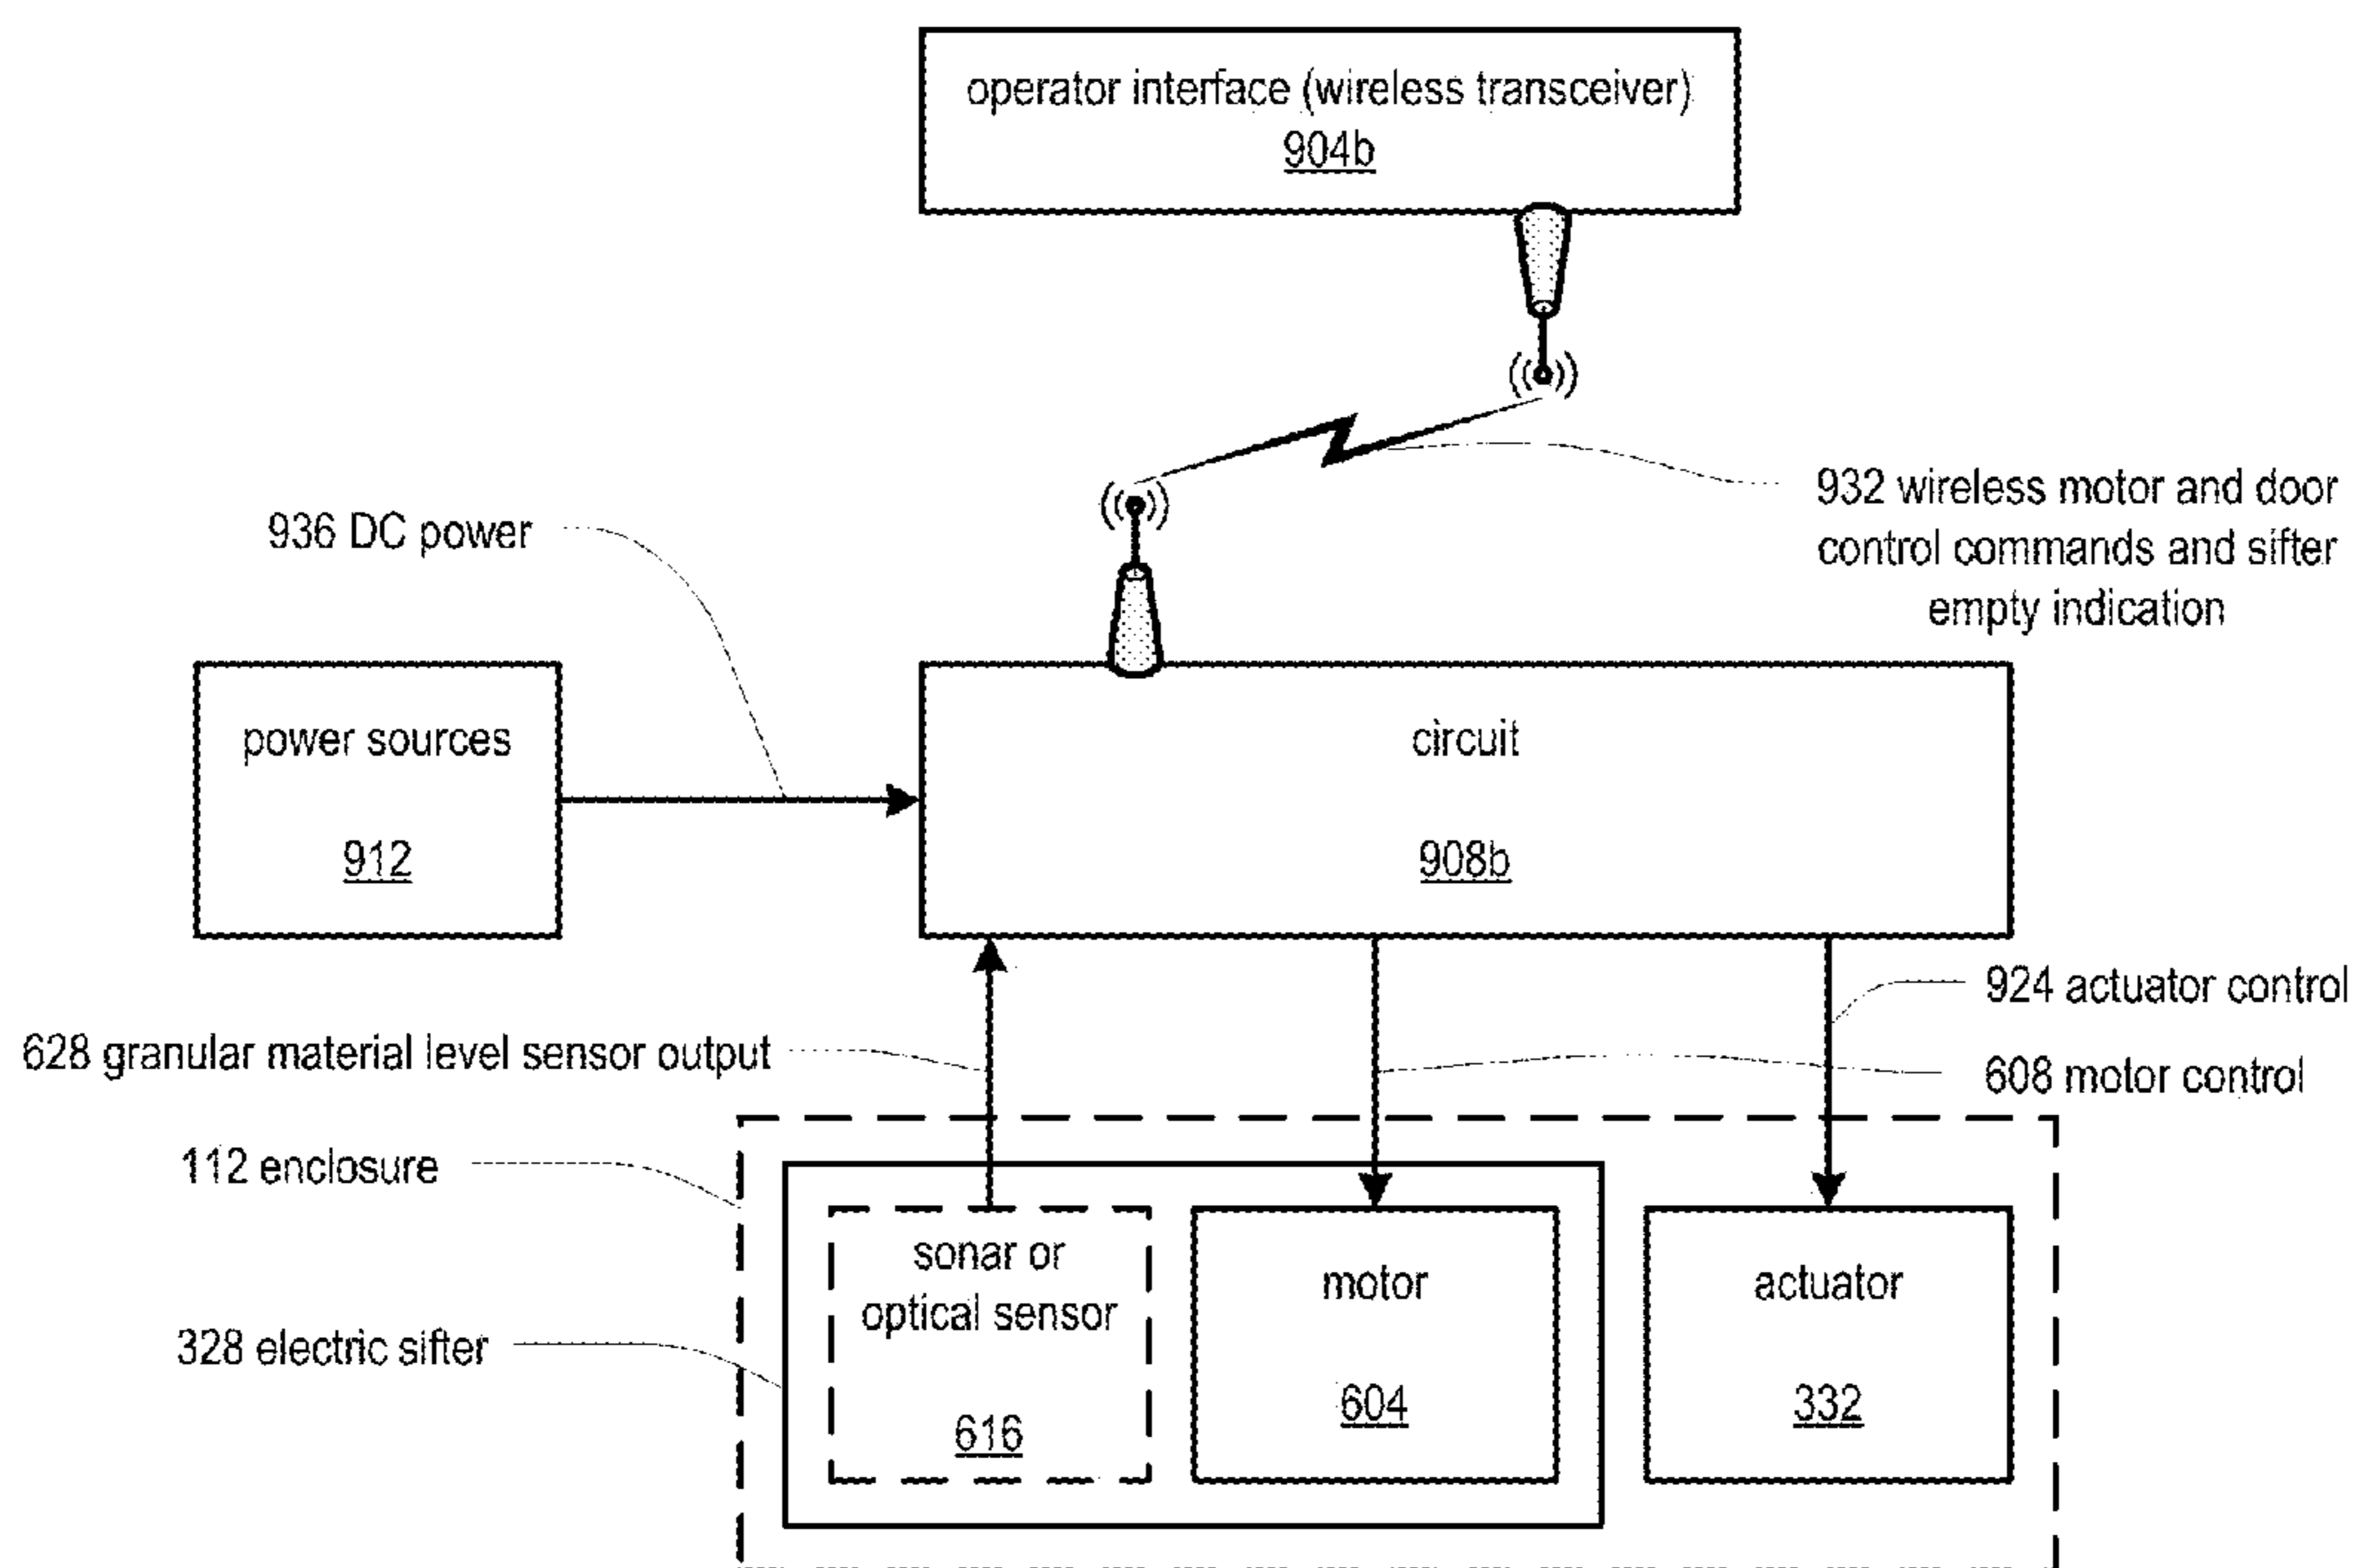 operator interface (wireless transceiver)
904b
932 wireless motor and door
control commands and sifter
empty indication
936 DC power
power sources
912
circuit
908b
924 actuator control
628 granular material level sensor output
608 motor control
112 enclosure
328 electric sifter
sonar or
optical sensor
616
motor
604
actuator
332